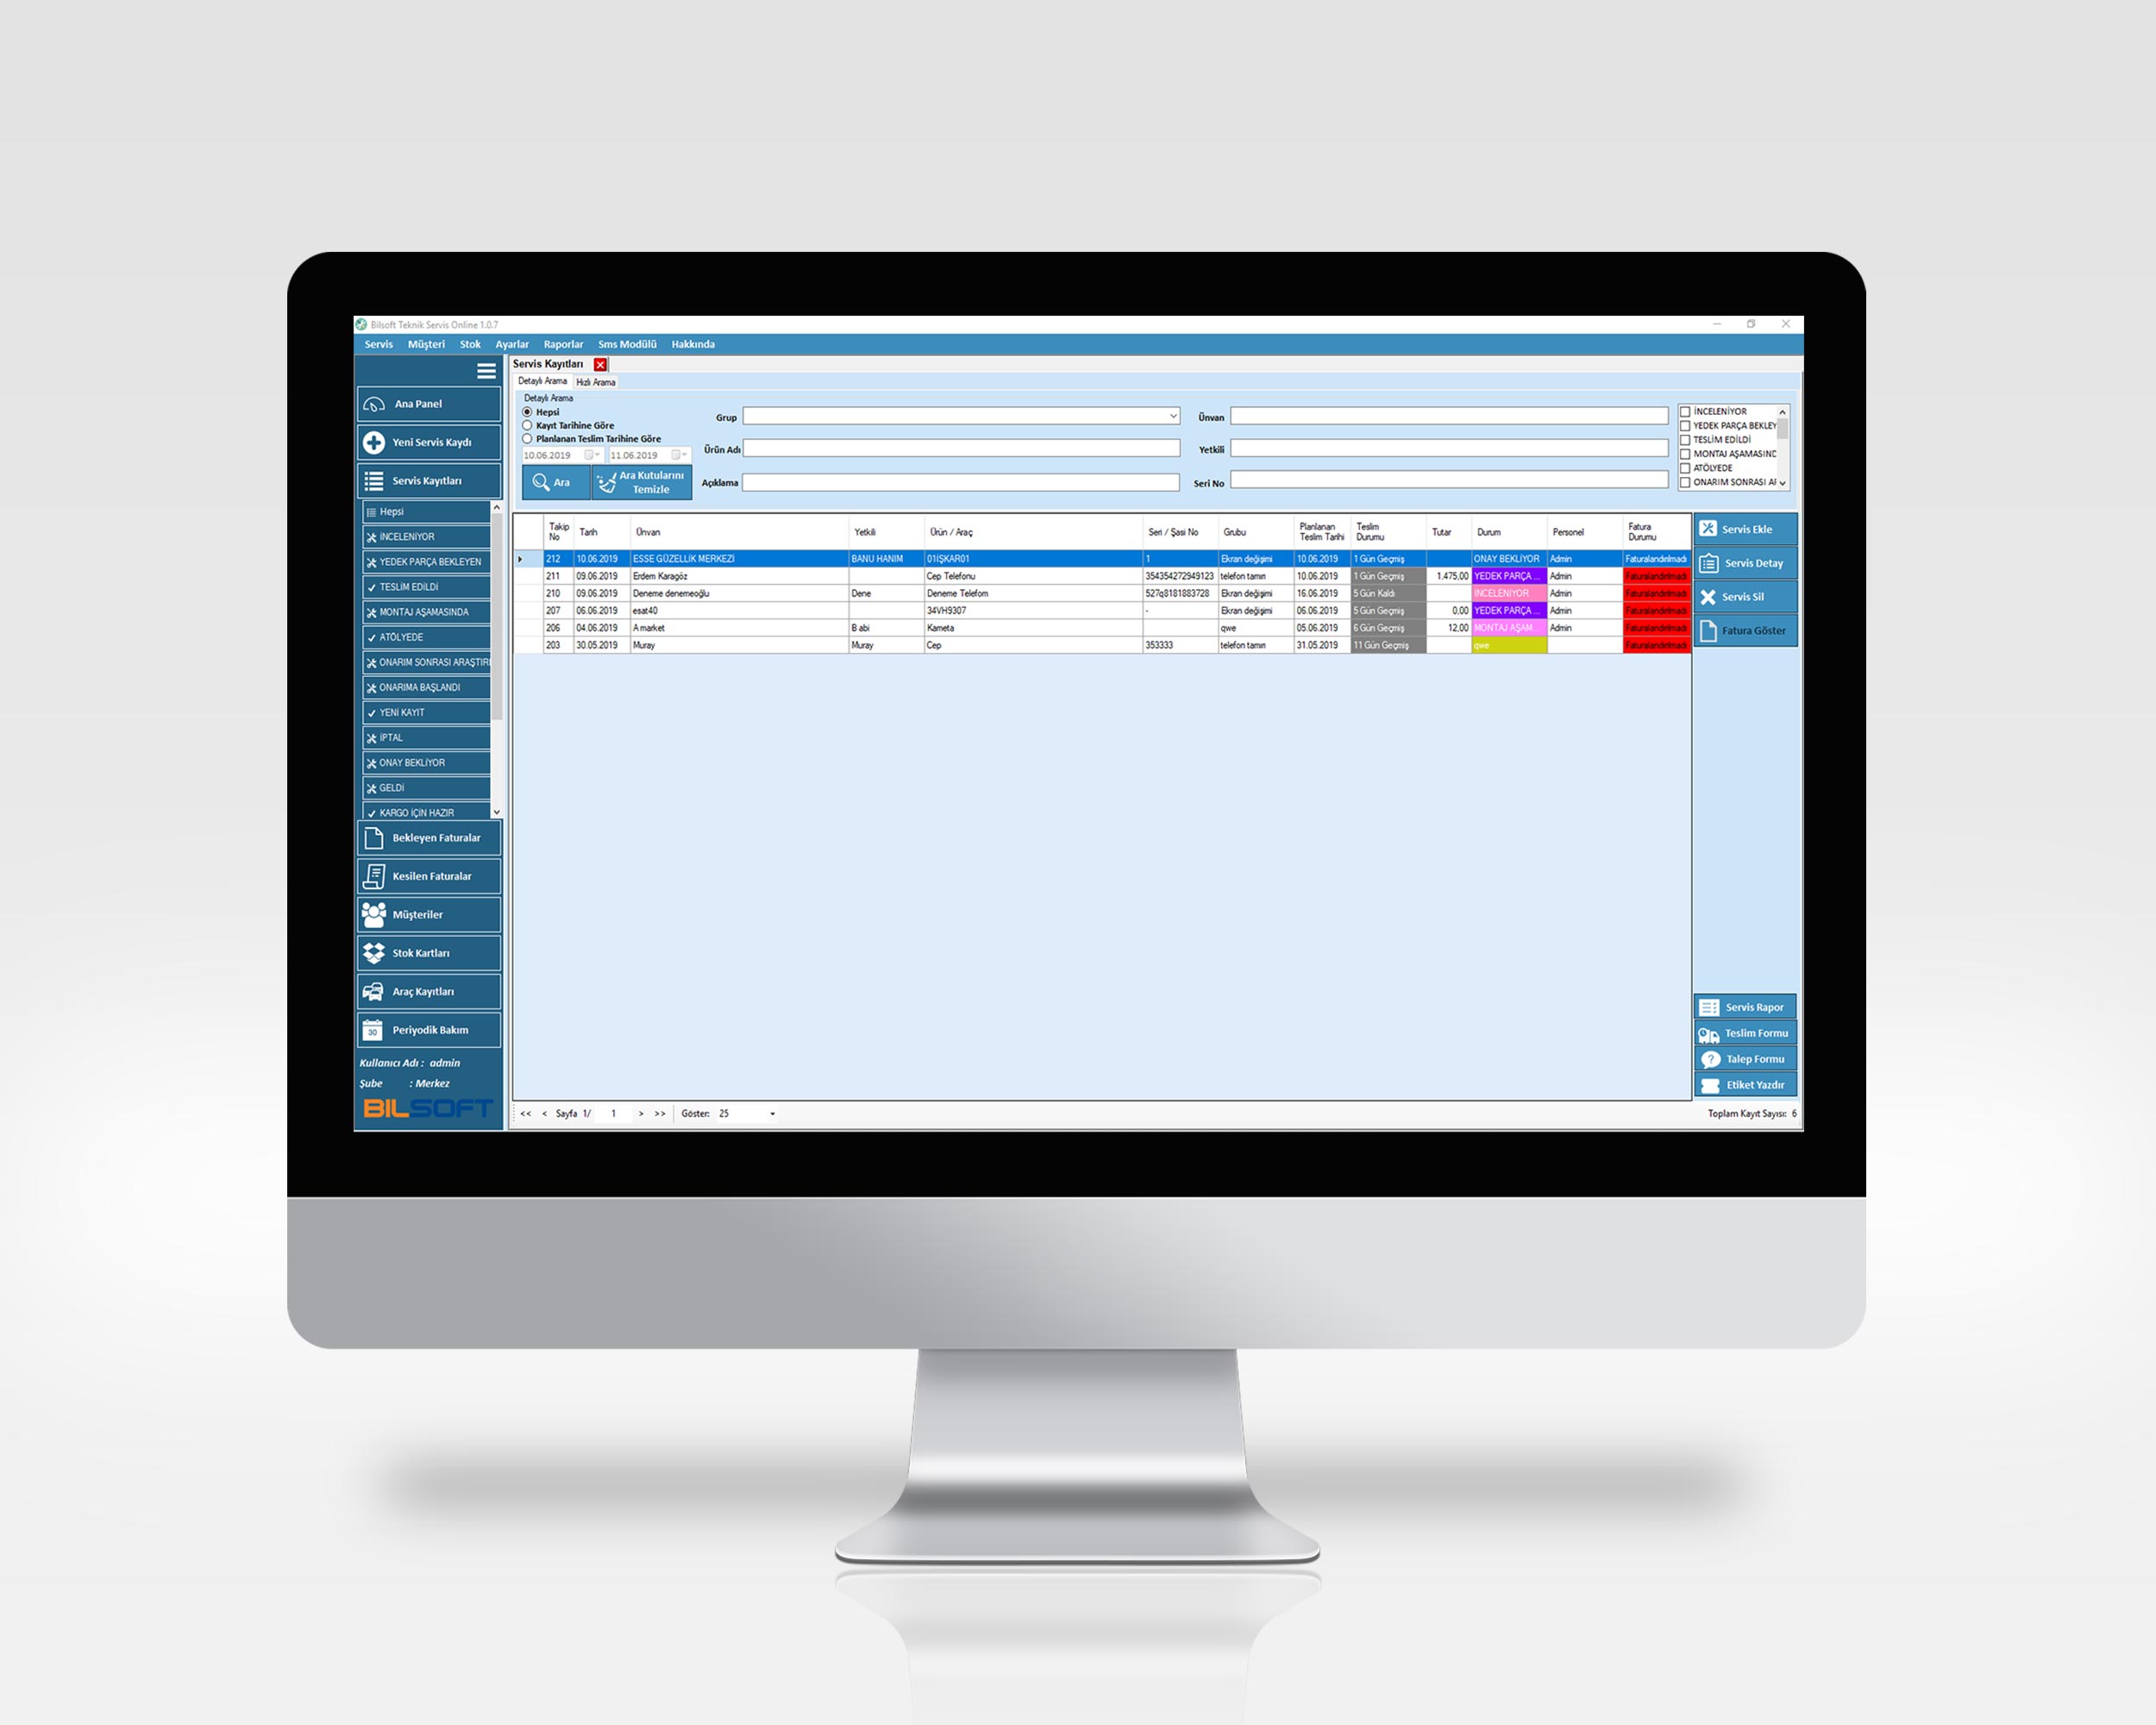 Bilsoft Teknik Servis Online 1.0.7
Servis Müşteri Stok Ayarlar Raporlar Sms Modülü Hakkında
Ana Panel
Yeni Servis Kaydı
Servis Kayıtları
Hepsi
İNCELENİYOR
YEDEK PARÇA BEKLEYEN
TESLİM EDİLDİ
MONTAJ AŞAMASINDA
ATÖLYEDE
ONARIM SONRASI ARAŞTIRI
ONARIMA BAŞLANDI
YENİ KAYIT
İPTAL
ONAY BEKLİYOR
GELDİ
KARGO İÇİN HAZIR
Bekleyen Faturalar
Kesilen Faturalar
Müşteriler
Stok Kartları
Araç Kayıtları
30
Periyodik Bakım
Kullanıcı Adı : admin
Şube : Merkez
BILSOFT
Servis Kayıtları
Detaylı Arama Hızlı Arama
Detaylı Arama
Hepsi
Kayıt Tarihine Göre
Planlanan Teslim Tarihine Göre
10.06.2019 11.06.2019
Ara
Ara Kutularını
Temizle
Grup
Ürün Adı
Açıklama
Ünvan
Yetkili
Seri No
İNCELENİYOR
YEDEK PARÇA BEKLEY
TESLİM EDİLDİ
MONTAJ AŞAMASIND
ATÖLYEDE
ONARIM SONRASI AF
Takip No Tarih Ünvan Yetkili Ürün / Araç Seri / Şasi No Grubu Planlanan Teslim Tarihi Teslim Durumu Tutar Durum Personel Fatura Durumu
212 10.06.2019 ESSE GÜZELLİK MERKEZİ BANU HANIM 01İŞKAR01 1 Ekran değişimi 10.06.2019 1 Gün Geçmiş ONAY BEKLİYOR Admin Faturalandırılmadı
211 09.06.2019 Erdem Karagöz Cep Telefonu 354354272949123 telefon tamırı 10.06.2019 1 Gün Geçmiş 1.475,00 YEDEK PARÇA ... Admin Faturalandırılmadı
210 09.06.2019 Deneme denemeoğlu Dene Deneme Telefom 527q8181883728 Ekran değişimi 16.06.2019 5 Gün Kaldı İNCELENİYOR Admin Faturalandırılmadı
207 06.06.2019 esat40 34VH9307 - Ekran değişimi 06.06.2019 5 Gün Geçmiş 0,00 YEDEK PARÇA ... Admin Faturalandırılmadı
206 04.06.2019 A market B abi Kameta qwe 05.06.2019 6 Gün Geçmiş 12,00 MONTAJ AŞAM... Admin Faturalandırılmadı
203 30.05.2019 Muray Muray Cep 353333 telefon tamırı 31.05.2019 11 Gün Geçmiş qwe Faturalandırılmadı
Servis Ekle
Servis Detay
Servis Sil
Fatura Göster
Servis Rapor
Teslim Formu
Talep Formu
Etiket Yazdır
<< < Sayfa 1/ 1 > >> Göster: 25
Toplam Kayıt Sayısı: 6